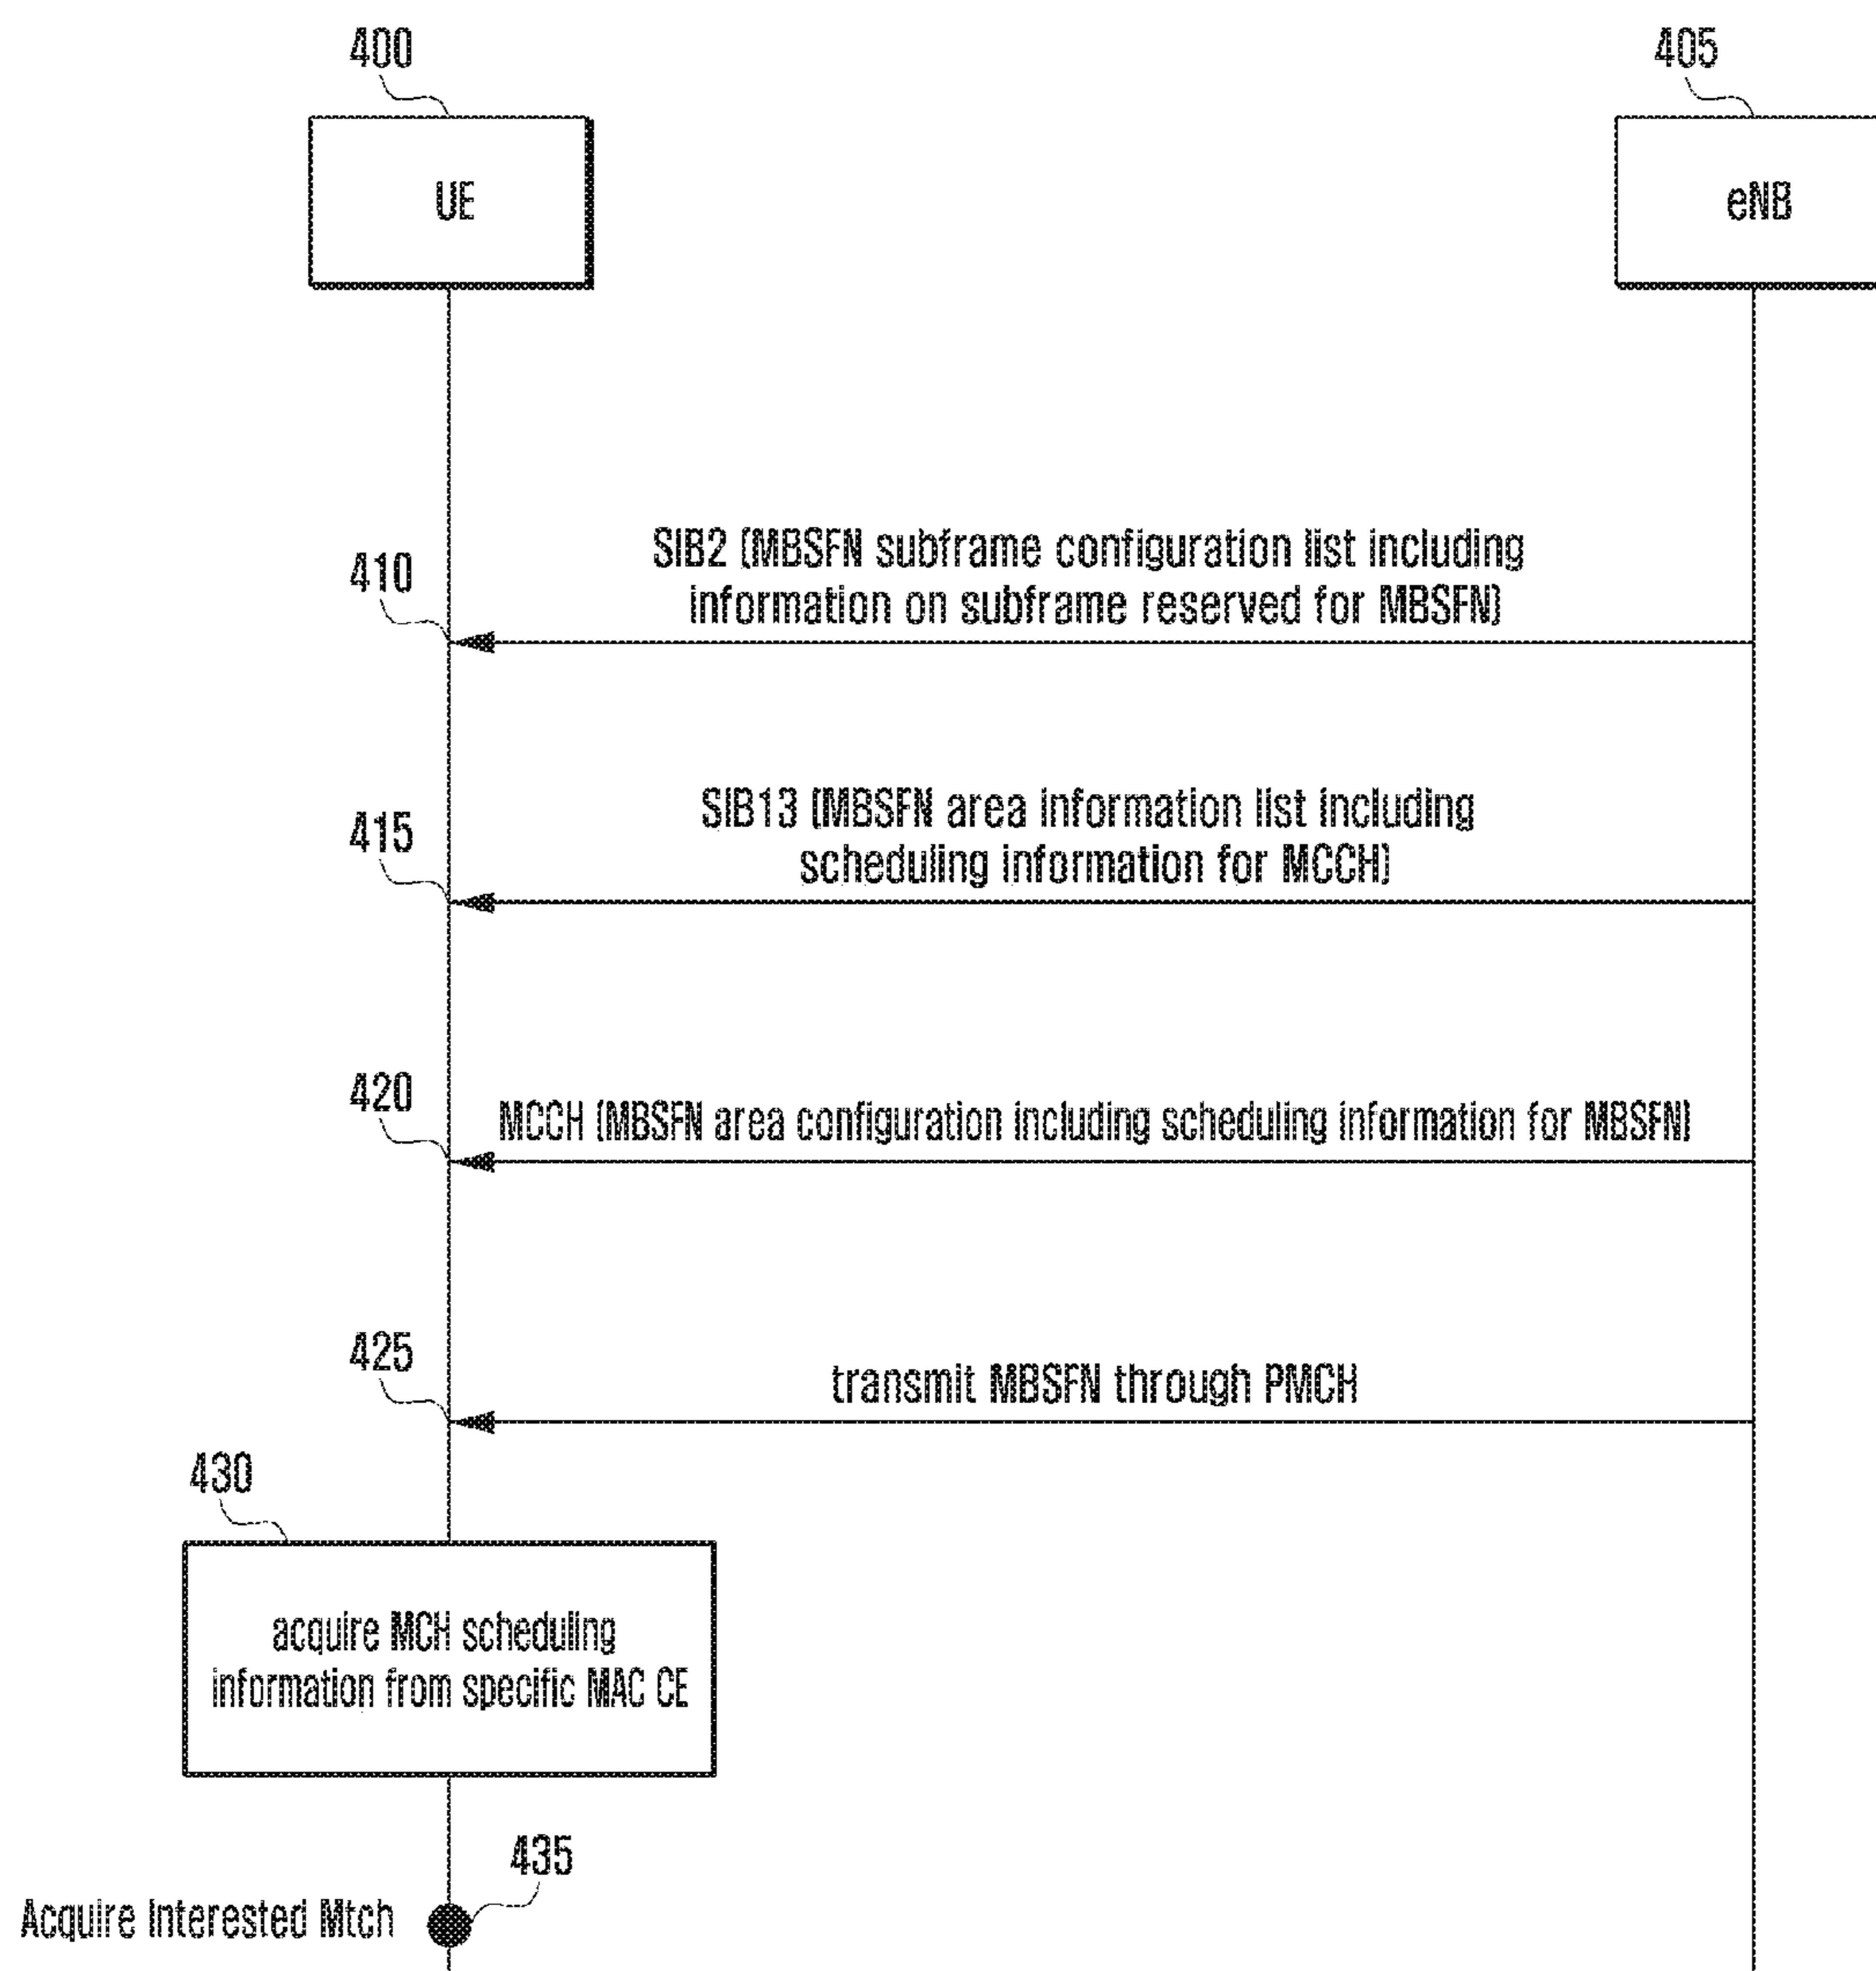 400
405
UE
eNB
SIB2 (MBSFN subframe configuration list including
information on subframe reserved for MBSFN)
410
SIB13 (MBSFN area information list including
scheduling information for MCCH)
415
420
MCCH (MBSFN area configuration including scheduling information for MBSFN)
425
transmit MBSFN through PMCH
430
acquire MCH scheduling
information from specific MAC CE
435
Acquire Interested Mtch